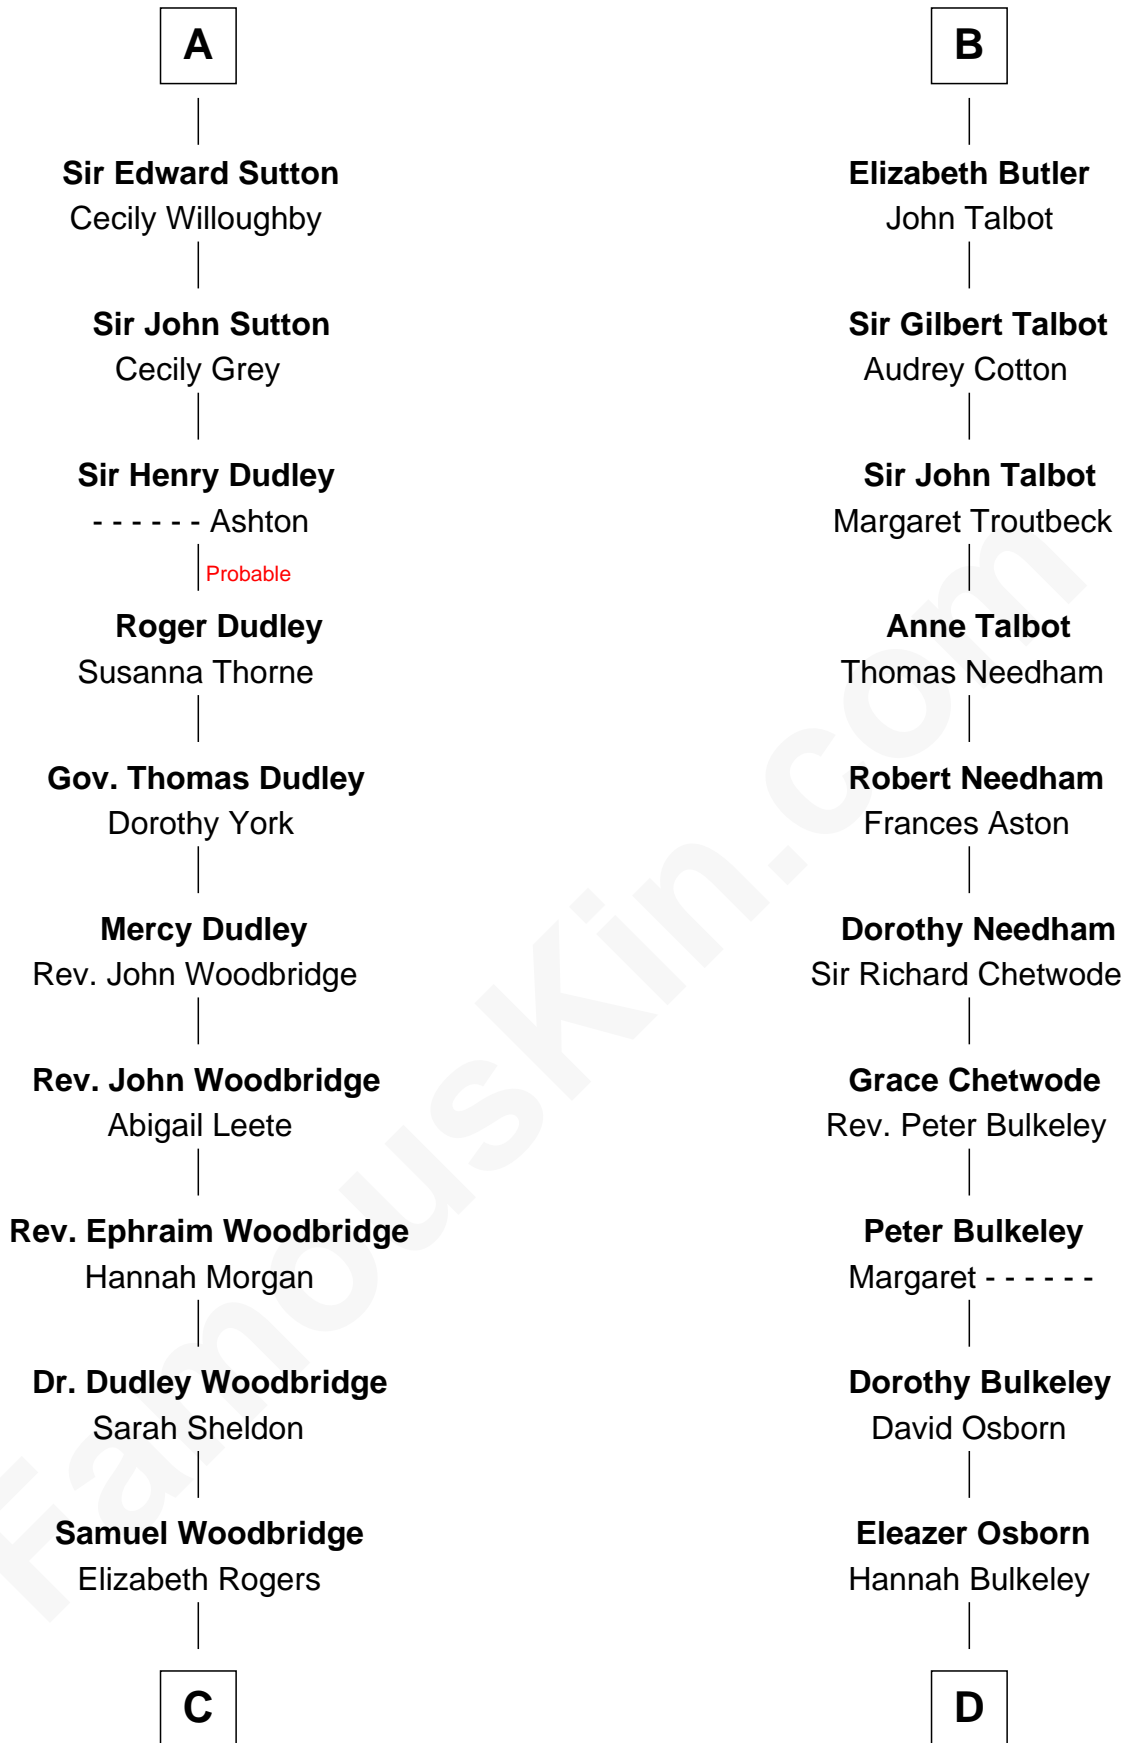 A
Sir Edward Sutton
Cecily Willoughby
Sir John Sutton
Cecily Grey
Sir Henry Dudley
- - - - - - Ashton
Probable
Roger Dudley
Susanna Thorne
Gov. Thomas Dudley
Dorothy York
Mercy Dudley
Rev. John Woodbridge
Rev. John Woodbridge
Abigail Leete
Rev. Ephraim Woodbridge
Hannah Morgan
Dr. Dudley Woodbridge
Sarah Sheldon
Samuel Woodbridge
Elizabeth Rogers
C
B
Elizabeth Butler
John Talbot
Sir Gilbert Talbot
Audrey Cotton
Sir John Talbot
Margaret Troutbeck
Anne Talbot
Thomas Needham
Robert Needham
Frances Aston
Dorothy Needham
Sir Richard Chetwode
Grace Chetwode
Rev. Peter Bulkeley
Peter Bulkeley
Margaret - - - - - -
Dorothy Bulkeley
David Osborn
Eleazer Osborn
Hannah Bulkeley
D
FamousKin.com